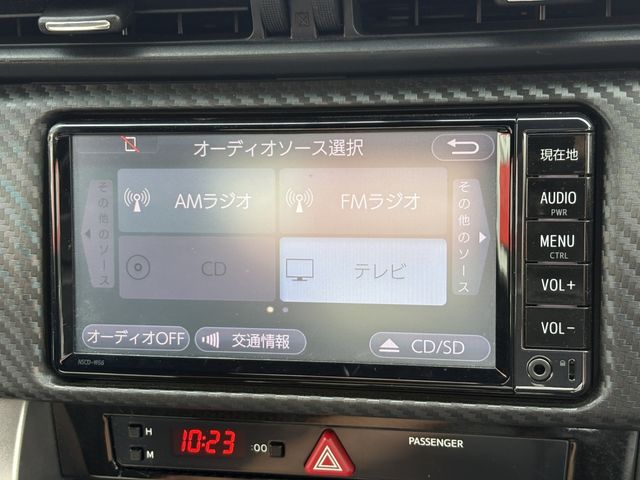 オーディオソース選択
現在地
その他のソース
AMラジオ
FMラジオ
その他のソース
AUDIO
PWR
CD
テレビ
MENU
CTRL
VOL+
オーディオOFF
交通情報
CD/SD
VOL-
NSCD-W66
H
M
10:23
:00
PASSENGER